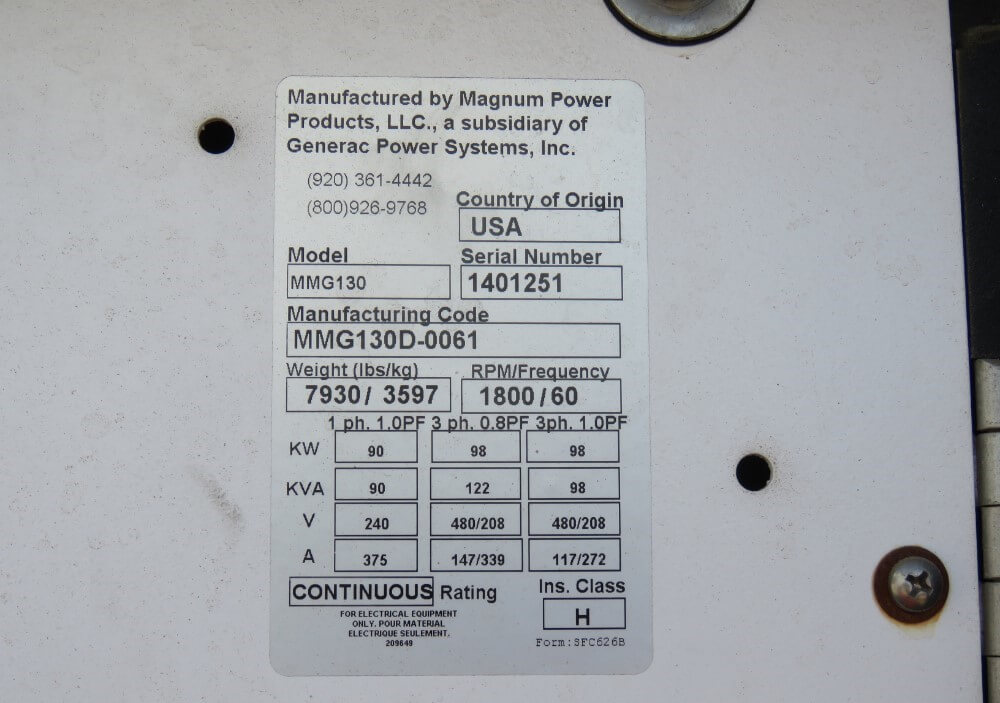 Manufactured by Magnum Power
Products, LLC., a subsidiary of
Generac Power Systems, Inc.
(920) 361-4442
(800)926-9768
Country of Origin
USA
Model
MMG130
Serial Number
1401251
Manufacturing Code
MMG130D-0061
Weight (lbs/kg)
7930/ 3597
RPM/Frequency
1800/60
1 ph. 1.0PF 3 ph. 0.8PF 3ph. 1.0PF
KW 90 98 98
KVA 90 122 98
V 240 480/208 480/208
A 375 147/339 117/272
CONTINUOUS Rating
Ins. Class
H
FOR ELECTRICAL EQUIPMENT
ONLY. POUR MATERIAL
ELECTRIQUE SEULEMENT.
209649
Form:SFC626B